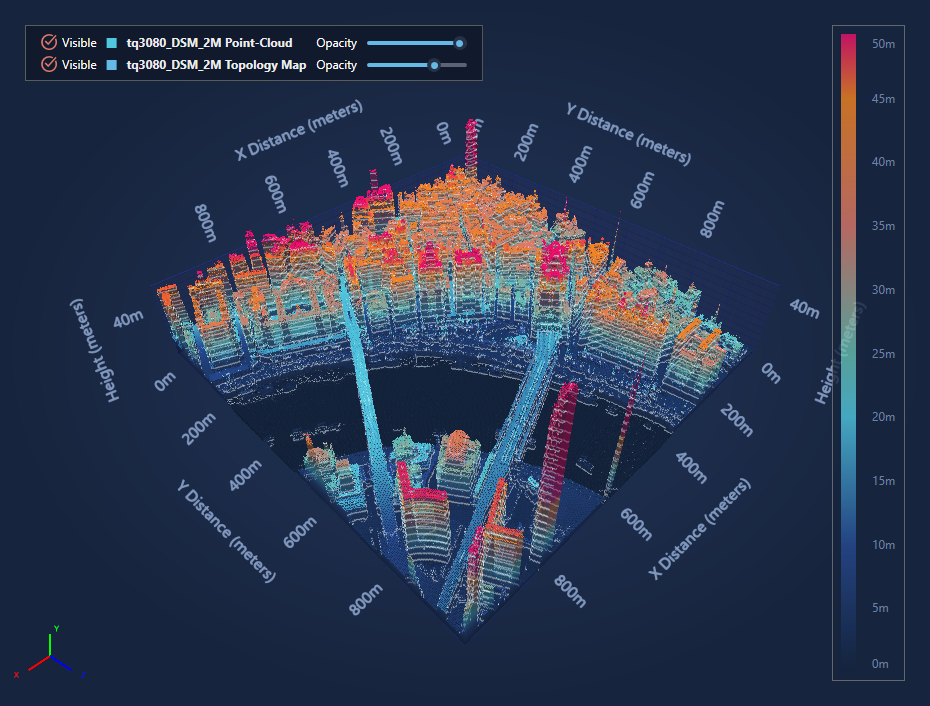 Visible tq3080_DSM_2M Point-Cloud Opacity
Visible tq3080_DSM_2M Topology Map Opacity
X Distance (meters)
Y Distance (meters)
0m
200m
400m
600m
800m
200m
400m
600m
800m
Height (meters)
40m
0m
40m
0m
200m
400m
600m
800m
Y Distance (meters)
200m
400m
600m
800m
X Distance (meters)
Height (meters)
50m
45m
40m
35m
30m
25m
20m
15m
10m
5m
0m
Y
X